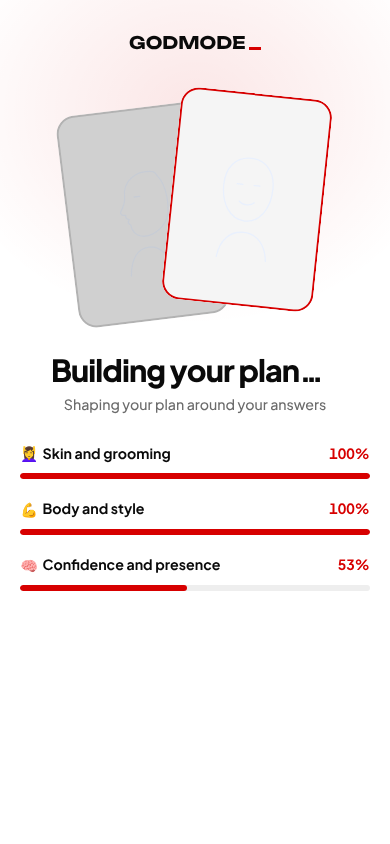 GODMODE_
Building your plan...
Shaping your plan around your answers
💆‍♀️ Skin and grooming 100%
💪 Body and style 100%
🧠 Confidence and presence 53%